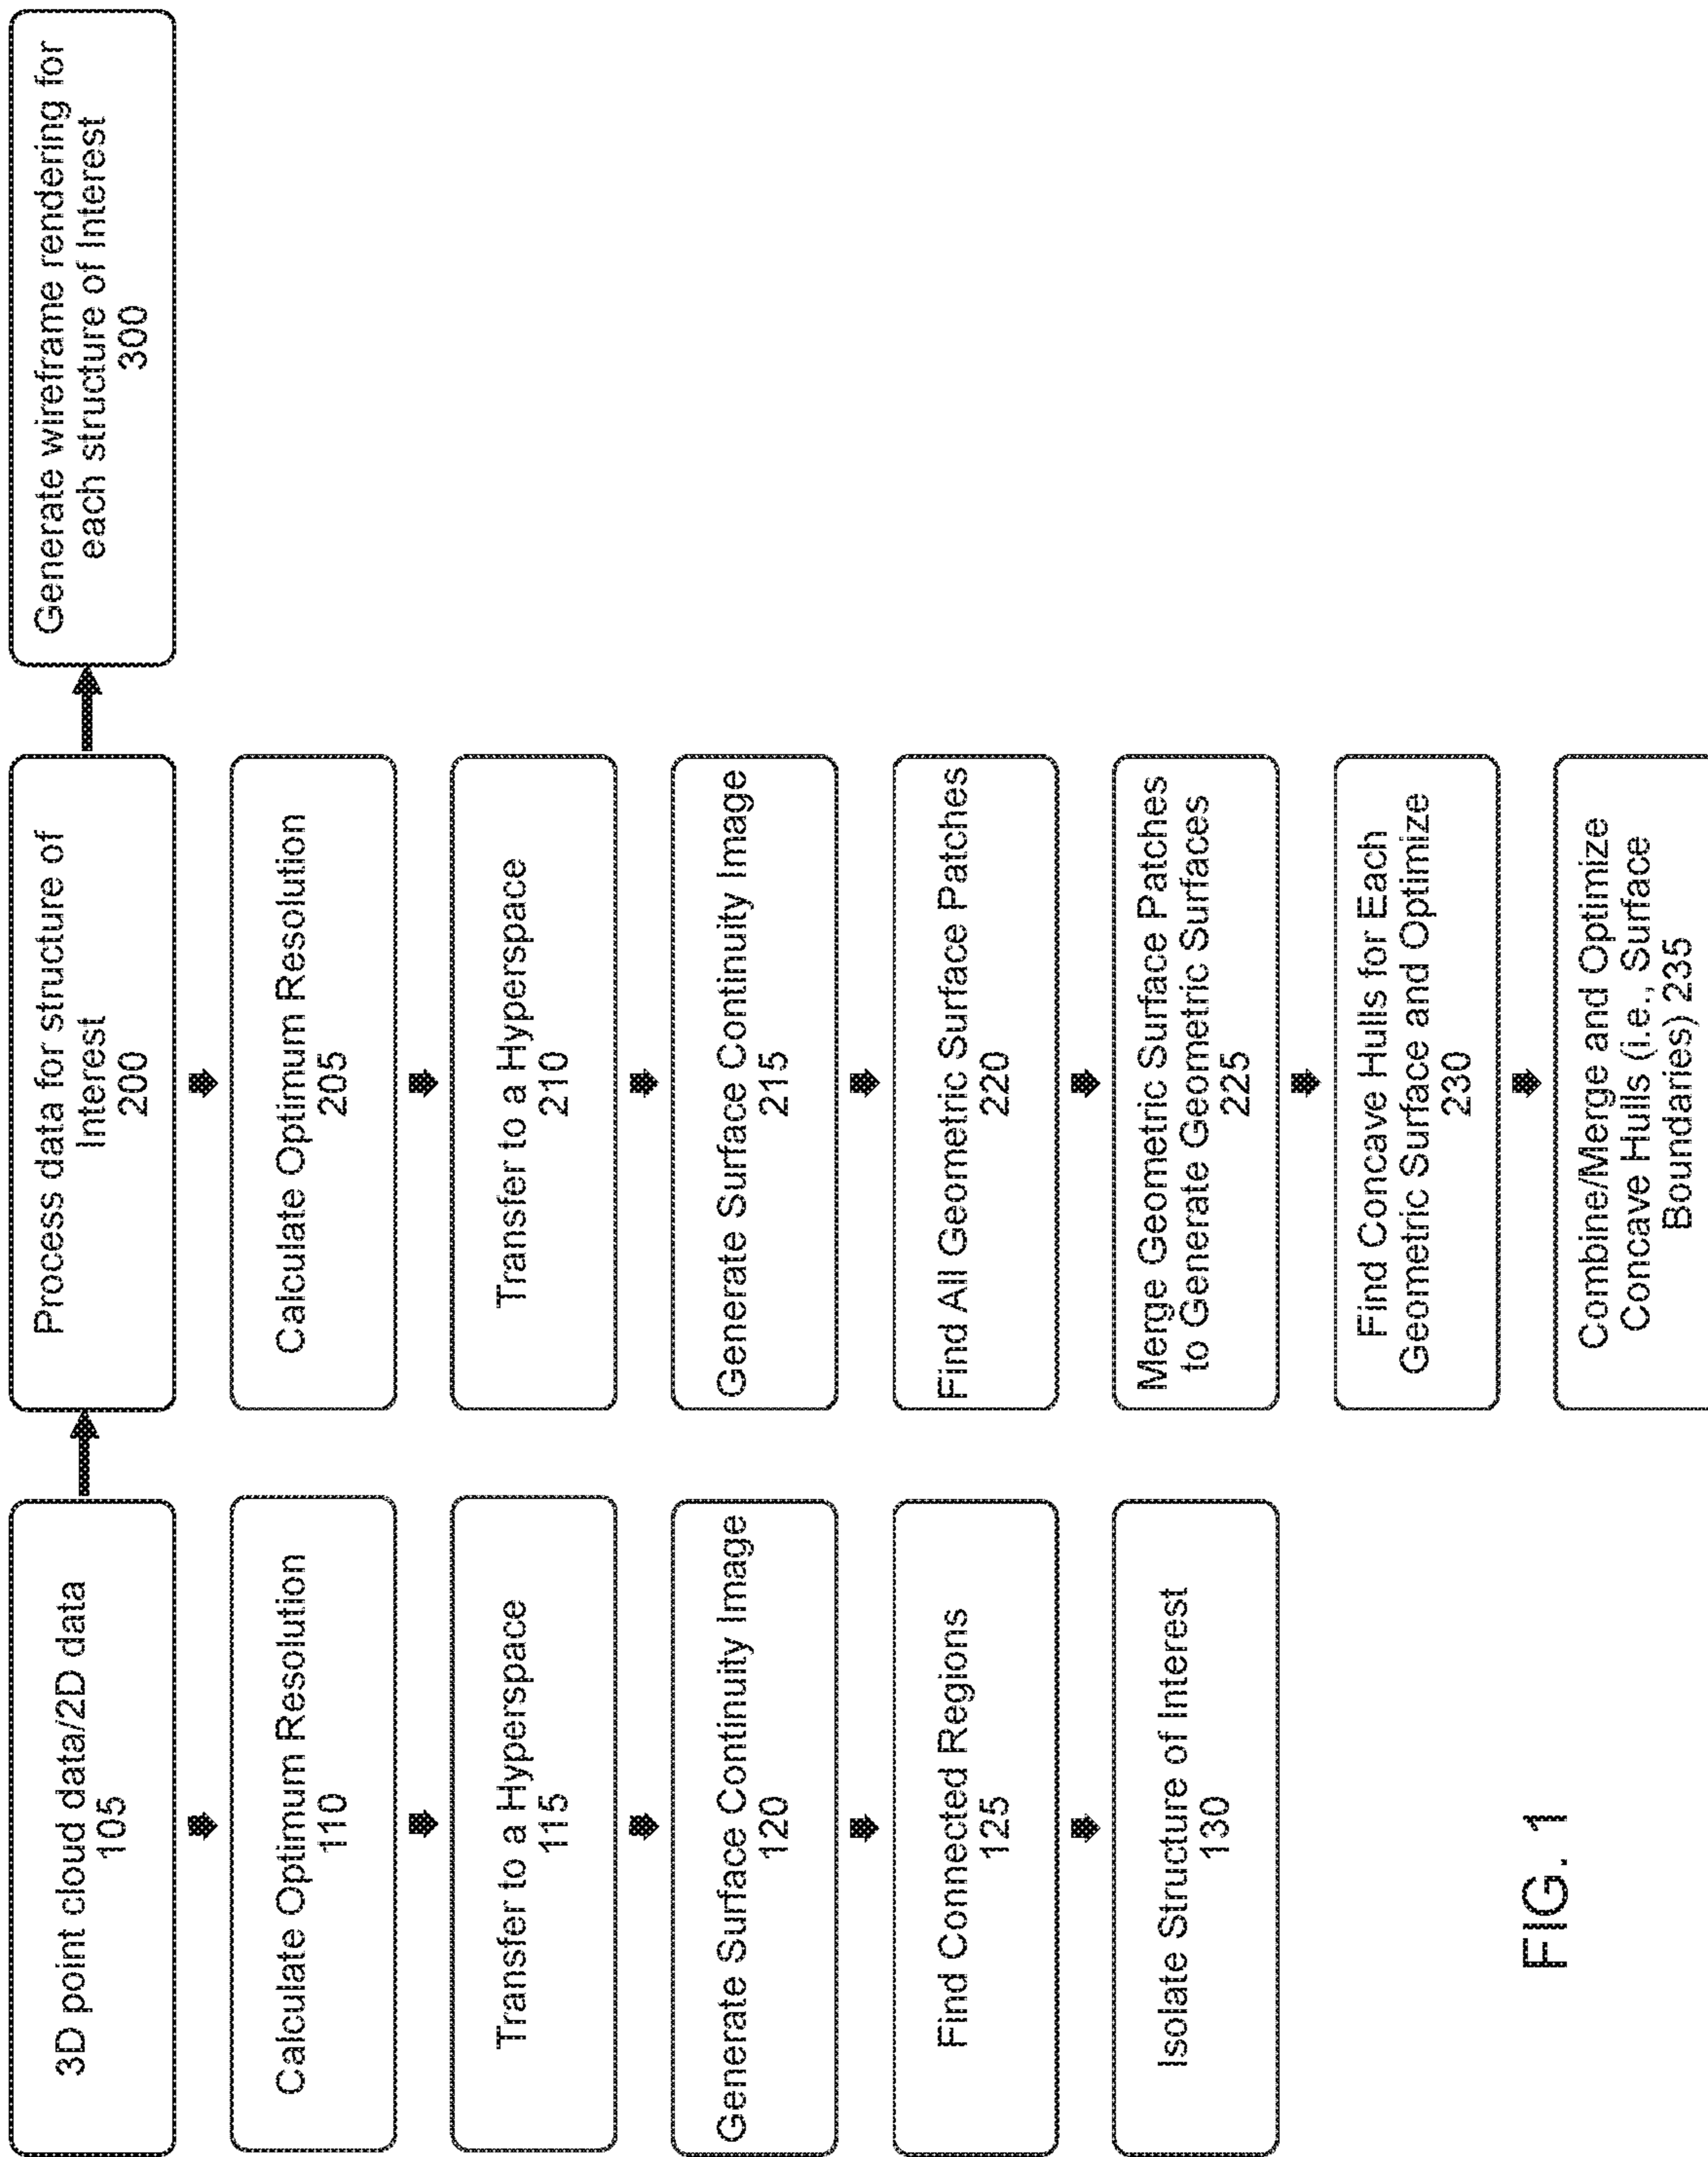 3D point cloud data/2D data
105
Calculate Optimum Resolution
110
Transfer to a Hyperspace
115
Generate Surface Continuity Image
120
Find Connected Regions
125
Isolate Structure of Interest
130
Process data for structure of
Interest
200
Calculate Optimum Resolution
205
Transfer to a Hyperspace
210
Generate Surface Continuity Image
215
Find All Geometric Surface Patches
220
Merge Geometric Surface Patches
to Generate Geometric Surfaces
225
Find Concave Hulls for Each
Geometric Surface and Optimize
230
Combine/Merge and Optimize
Concave Hulls (i.e., Surface
Boundaries) 235
Generate wireframe rendering for
each structure of Interest
300
FIG. 1